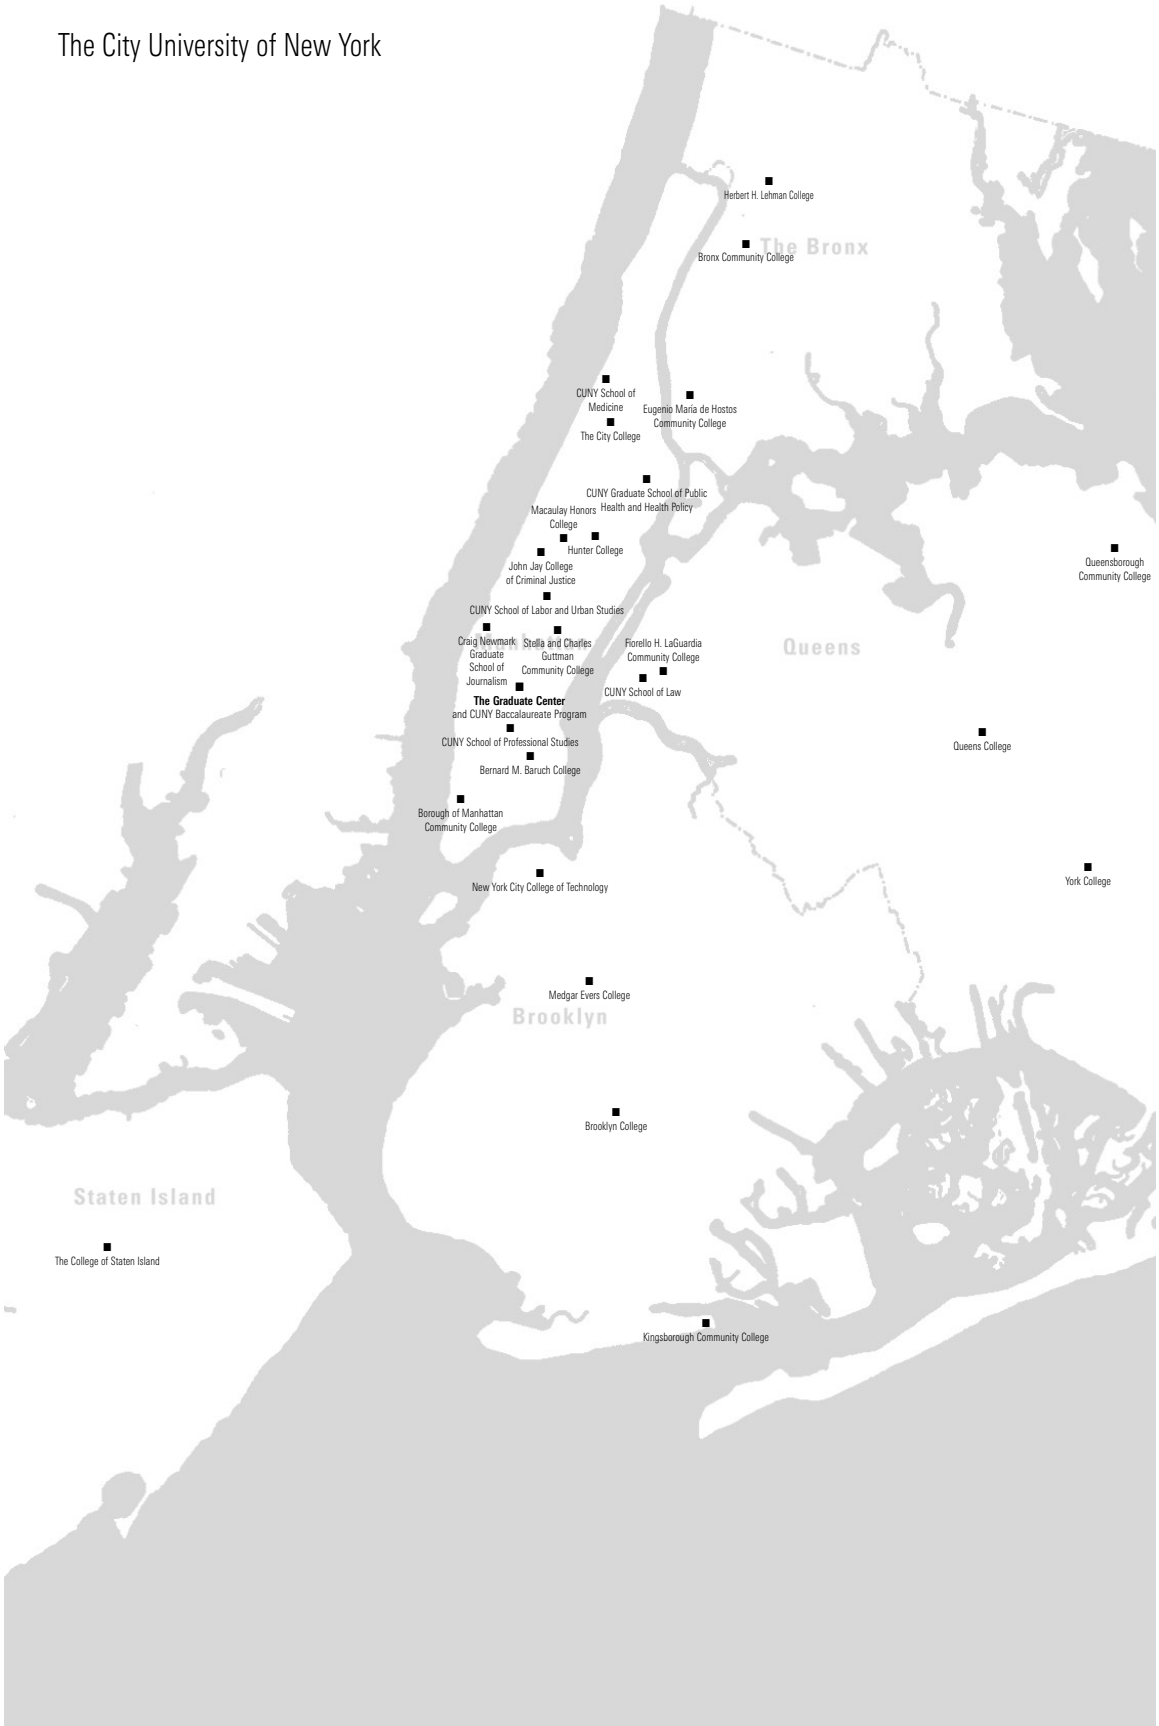 The City University of New York
Herbert H. Lehman College
The Bronx
Bronx Community College
CUNY School of
Medicine
Eugenio María de Hostos
Community College
The City College
CUNY Graduate School of Public
Health and Health Policy
Macaulay Honors
College
Hunter College
John Jay College
of Criminal Justice
Queensborough
Community College
CUNY School of Labor and Urban Studies
Manhattan
Craig Newmark
Graduate
School of
Journalism
Stella and Charles
Guttman
Community College
Fiorello H. LaGuardia
Community College
Queens
CUNY School of Law
The Graduate Center
and CUNY Baccalaureate Program
CUNY School of Professional Studies
Queens College
Bernard M. Baruch College
Borough of Manhattan
Community College
New York City College of Technology
York College
Medgar Evers College
Brooklyn
Brooklyn College
Staten Island
The College of Staten Island
Kingsborough Community College